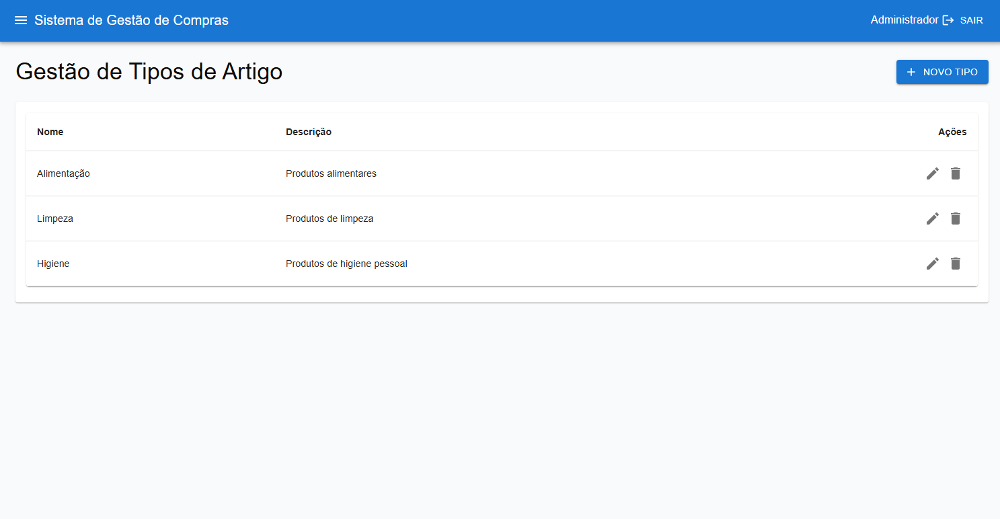 Sistema de Gestão de Compras Administrador SAIR
Gestão de Tipos de Artigo NOVO TIPO
Nome Descrição Ações
Alimentação Produtos alimentares
Limpeza Produtos de limpeza
Higiene Produtos de higiene pessoal